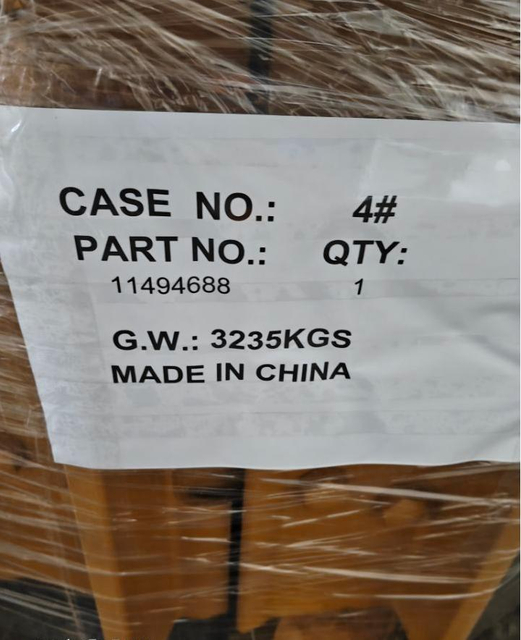 CASE NO.: 4#
PART NO.: QTY:
11494688 1
G.W.: 3235KGS
MADE IN CHINA